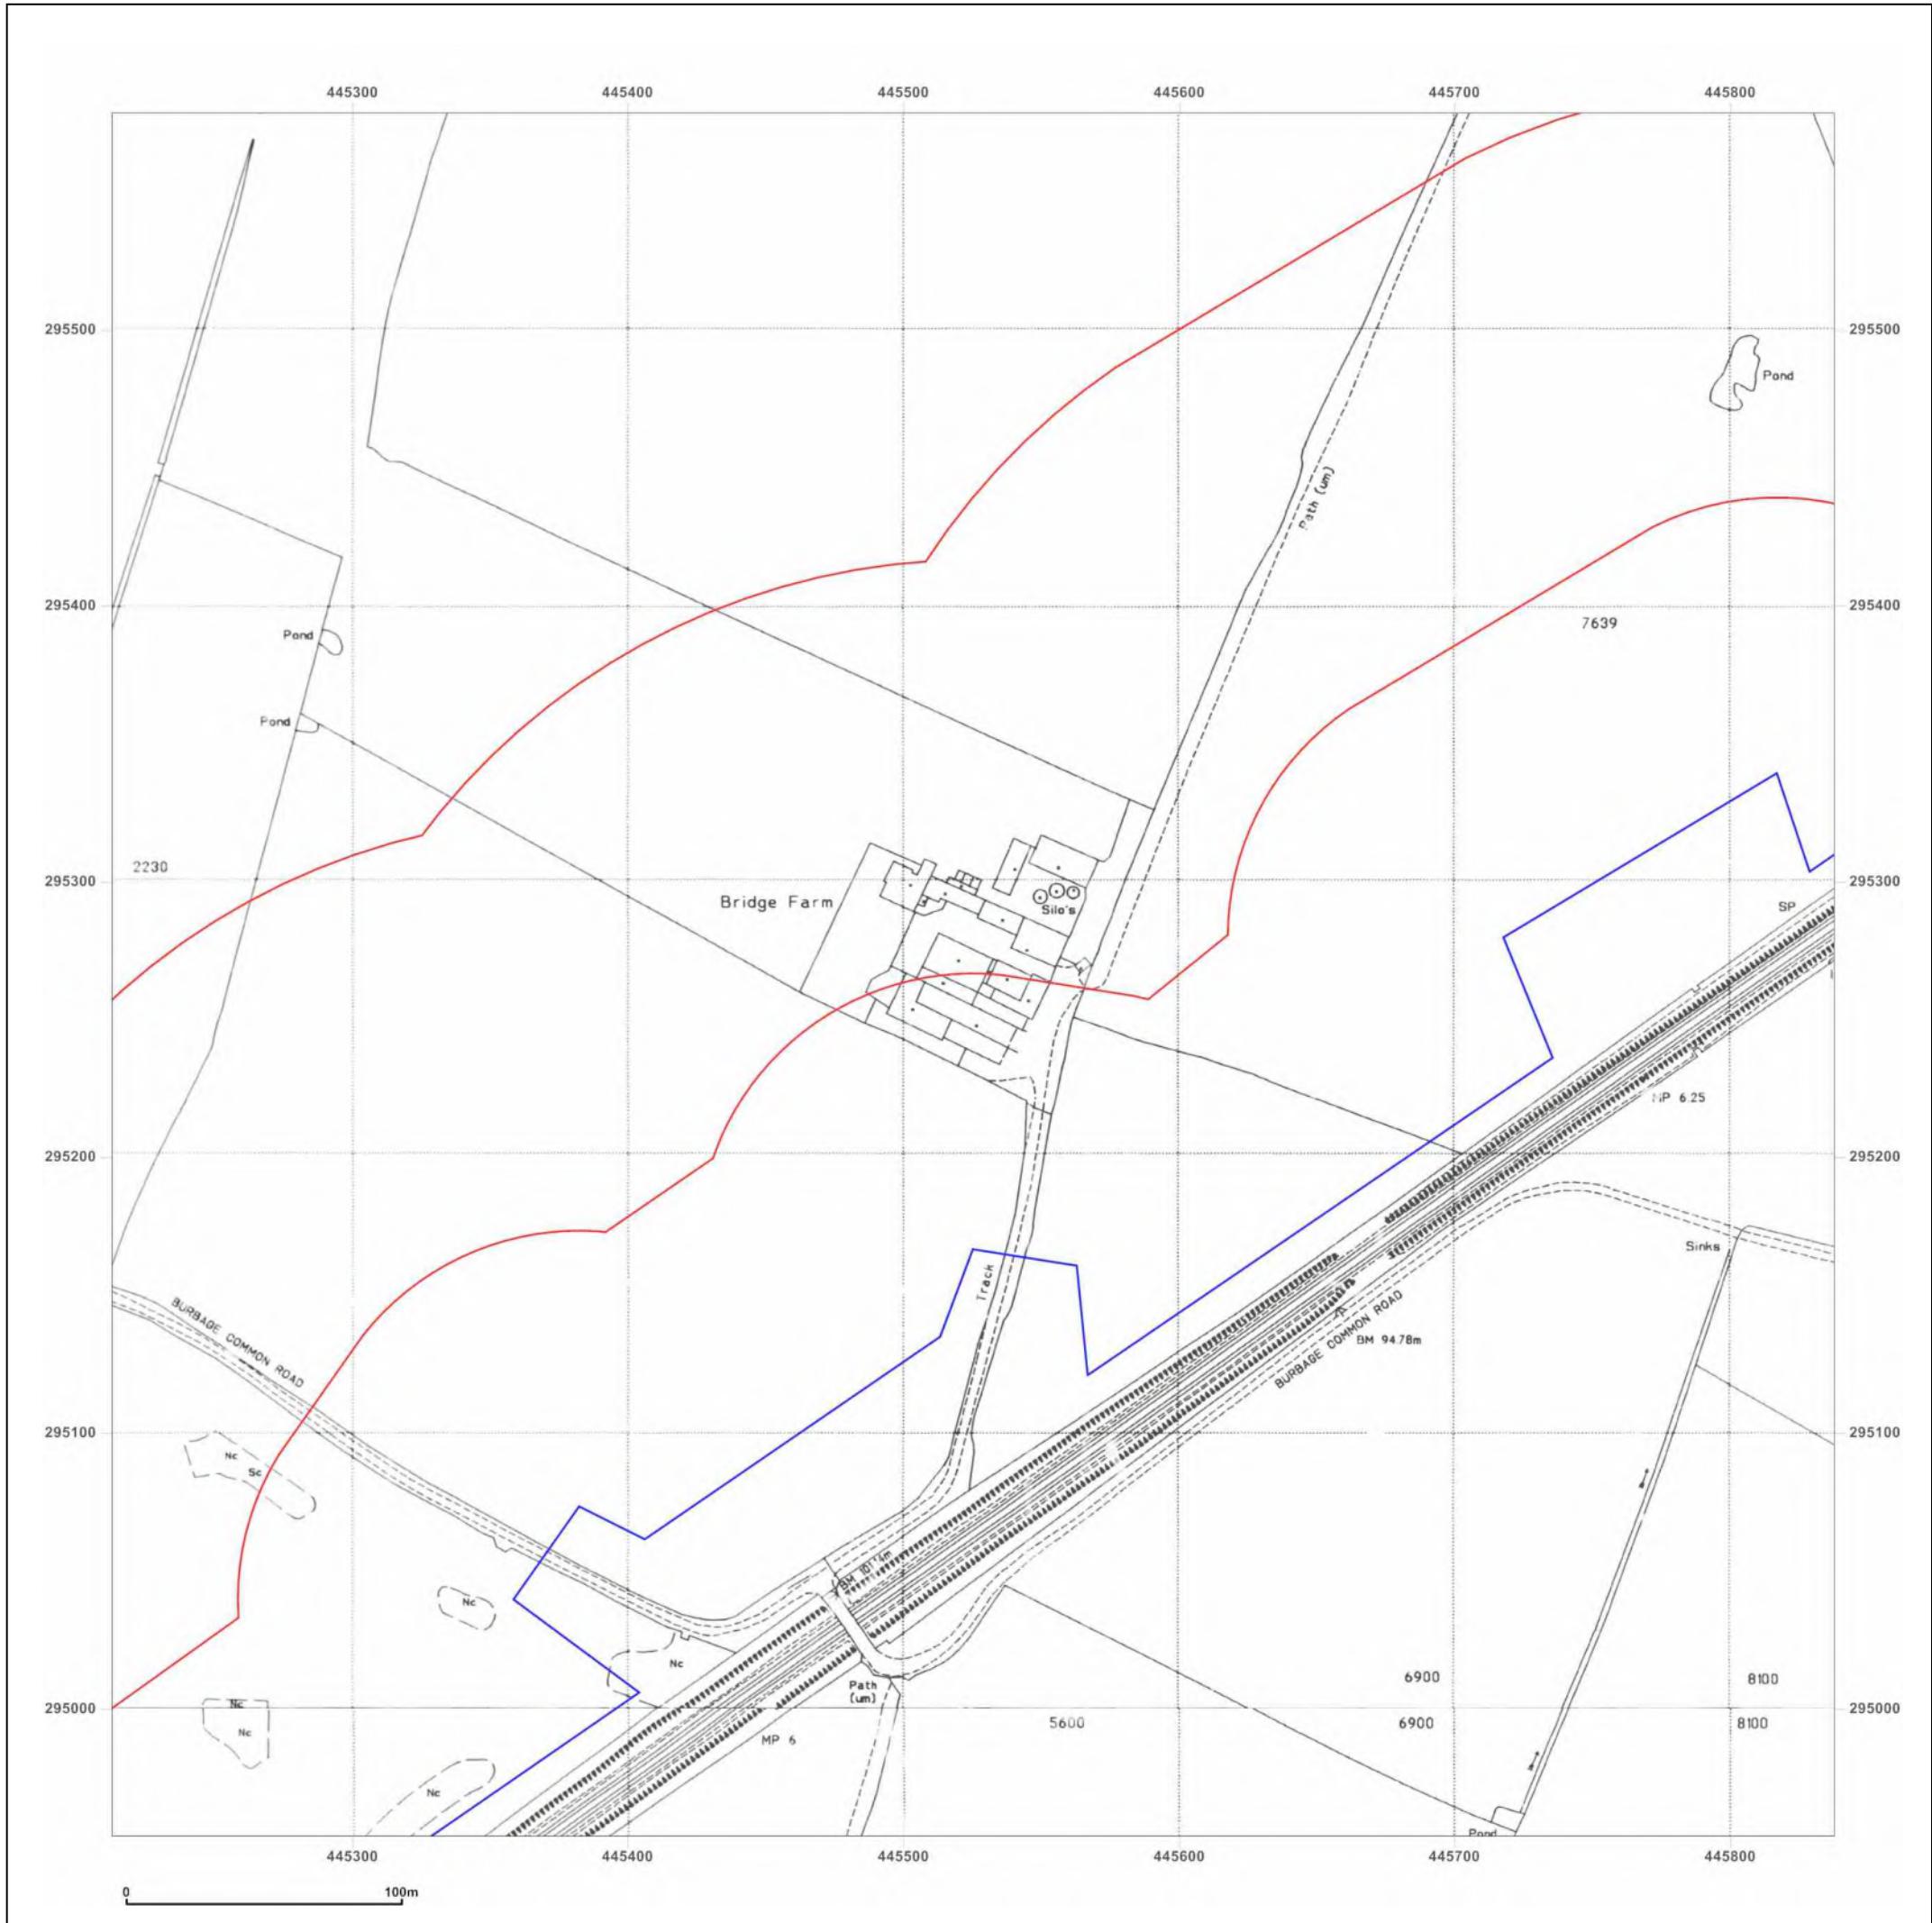 445300 445400 445500 445600 445700 445800
295500 295500
Pond
Path (um)
295400 295400
7639
Pond
Pond
2230
295300 295300
Bridge Farm
Silo's
SP
MP 6.25
295200 295200
Sinks
Track
BURBAGE COMMON ROAD
BURBAGE COMMON ROAD
BM 94.78m
295100 295100
Nc
Sc
BM 101.4m
Nc
Nc
Path
(um)
6900
8100
295000 295000
Nc
Nc
5600
6900
8100
MP 6
Nc
Pond
445300 445400 445500 445600 445700 445800
0 100m